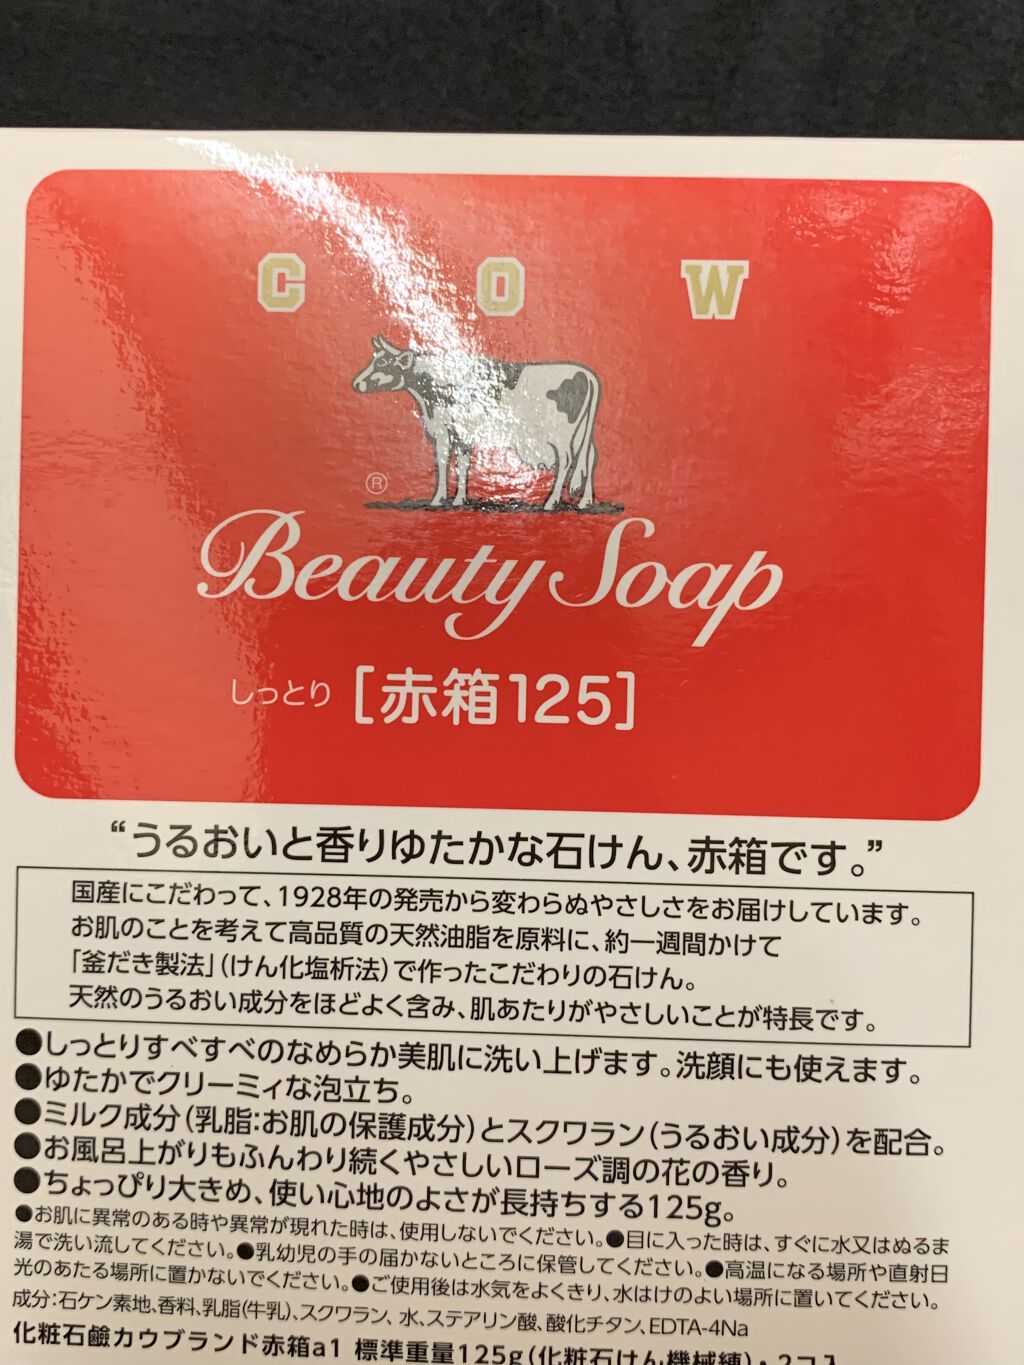 COW
®
Beauty Soap
しっとり [赤箱125]
“うるおいと香りゆたかな石けん、赤箱です。”
国産にこだわって、1928年の発売から変わらぬやさしさをお届けしています。
お肌のことを考えて高品質の天然油脂を原料に、約一週間かけて
「釜だき製法」(けん化塩析法)で作ったこだわりの石けん。
天然のうるおい成分をほどよく含み、肌あたりがやさしいことが特長です。
●しっとりすべすべのなめらか美肌に洗い上げます。洗顔にも使えます。
●ゆたかでクリーミィな泡立ち。
●ミルク成分(乳脂:お肌の保護成分)とスクワラン(うるおい成分)を配合。
●お風呂上がりもふんわり続くやさしいローズ調の花の香り。
●ちょっぴり大きめ、使い心地のよさが長持ちする125g。
●お肌に異常のある時や異常が現れた時は、使用しないでください。●目に入った時は、すぐに水又はぬるま
湯で洗い流してください。●乳幼児の手の届かないところに保管してください。●高温になる場所や直射日
光のあたる場所に置かないでください。●ご使用後は水気をよくきり、水はけのよい場所に置いてください。
成分:石ケン素地、香料、乳脂(牛乳)、スクワラン、水、ステアリン酸、酸化チタン、EDTA-4Na
化粧石鹸カウブランド赤箱a1 標準重量125g(化粧石けん機械練)・2コ入